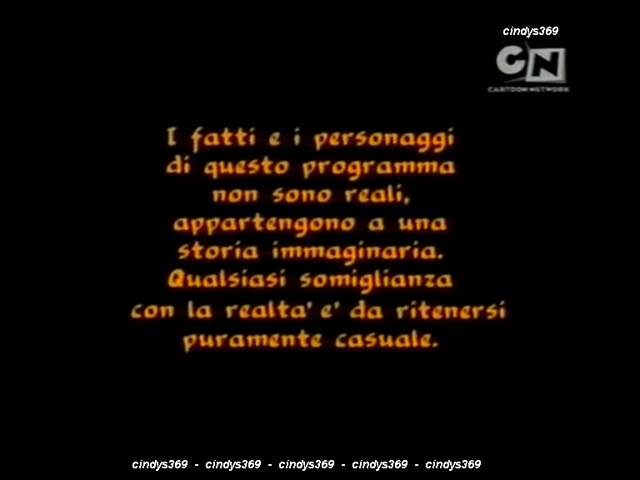 cindys369
CN
CARTOON NETWORK
I fatti e i personaggi
di questo programma
non sono reali,
appartengono a una
storia immaginaria.
Qualsiasi somiglianza
con la realta' e' da ritenersi
puramente casuale.
cindys369 - cindys369 - cindys369 - cindys369 - cindys369